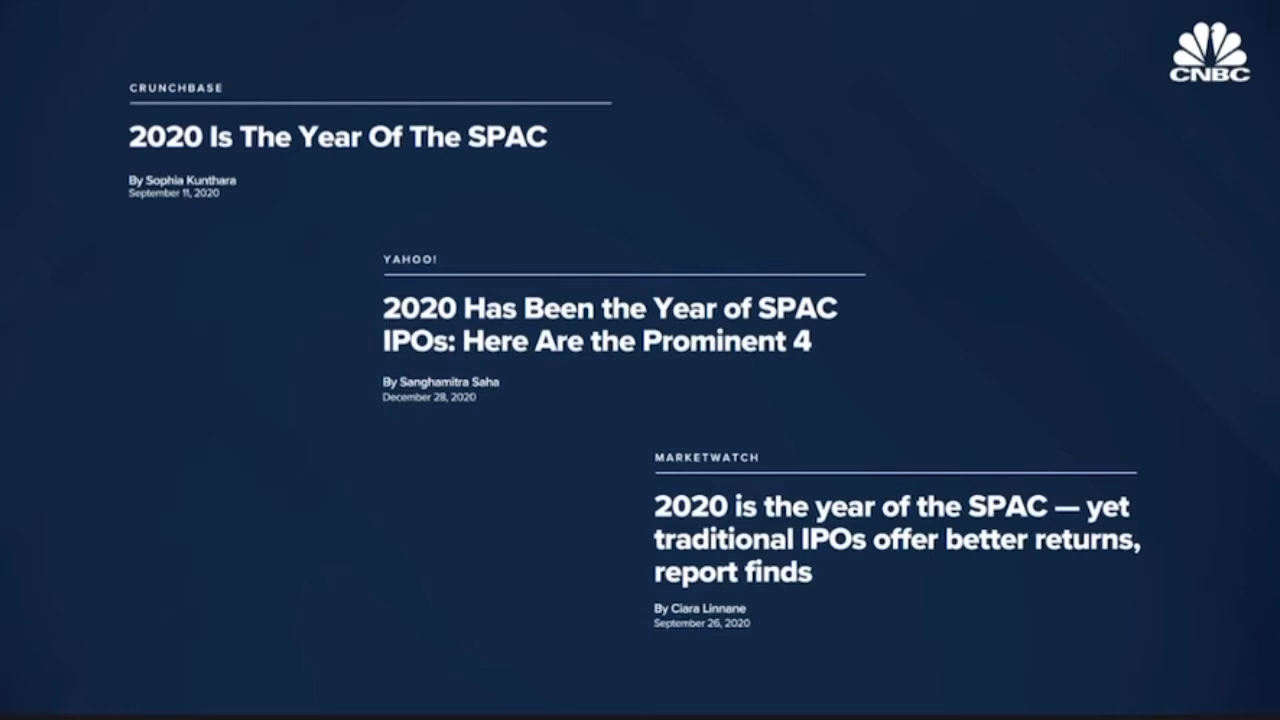 CNBC
CRUNCHBASE
2020 Is The Year Of The SPAC
By Sophia Kunthara
September 11, 2020
YAHOO!
2020 Has Been the Year of SPAC
IPOs: Here Are the Prominent 4
By Sanghamitra Saha
December 28, 2020
MARKETWATCH
2020 is the year of the SPAC — yet
traditional IPOs offer better returns,
report finds
By Ciara Linnane
September 26, 2020